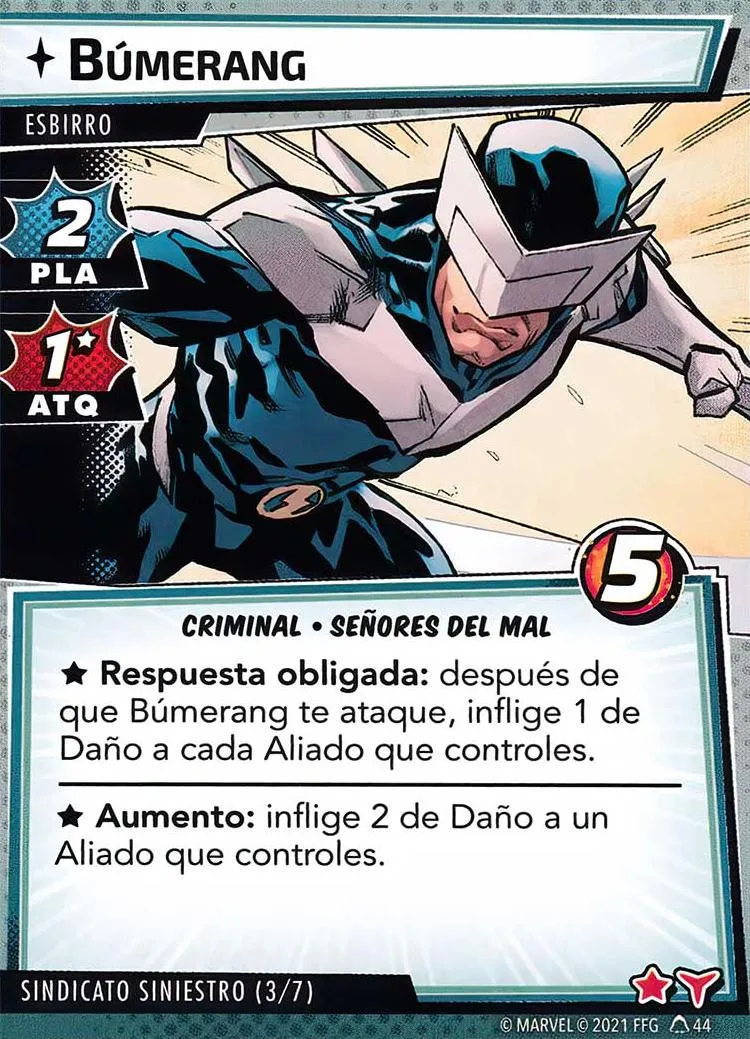 BÚMERANG
ESBIRRO
2
PLA
1
ATQ
5
CRIMINAL • SEÑORES DEL MAL
★ Respuesta obligada: después de
que Búmerang te ataque, inflige 1 de
Daño a cada Aliado que controles.
★ Aumento: inflige 2 de Daño a un
Aliado que controles.
SINDICATO SINIESTRO (3/7)
© MARVEL © 2021 FFG 44